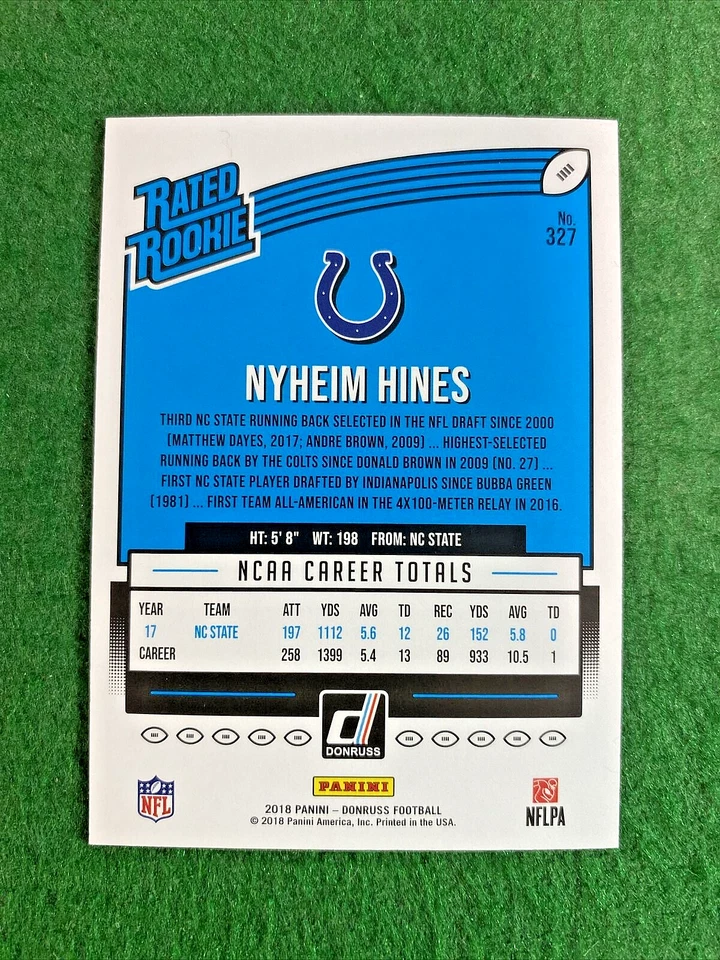 RATED
ROOKIE
No.
327
NYHEIM HINES
THIRD NC STATE RUNNING BACK SELECTED IN THE NFL DRAFT SINCE 2000
(MATTHEW DAYES, 2017; ANDRE BROWN, 2009) ... HIGHEST-SELECTED
RUNNING BACK BY THE COLTS SINCE DONALD BROWN IN 2009 (NO. 27) ...
FIRST NC STATE PLAYER DRAFTED BY INDIANAPOLIS SINCE BUBBA GREEN
(1981) ... FIRST TEAM ALL-AMERICAN IN THE 4X100-METER RELAY IN 2016.
HT: 5' 8" WT: 198 FROM: NC STATE
NCAA CAREER TOTALS
YEAR TEAM ATT YDS AVG TD REC YDS AVG TD
17 NC STATE 197 1112 5.6 12 26 152 5.8 0
CAREER 258 1399 5.4 13 89 933 10.5 1
d
DONRUSS
NFL
PANINI
NFLPA
2018 PANINI – DONRUSS FOOTBALL
© 2018 Panini America, Inc. Printed in the USA.